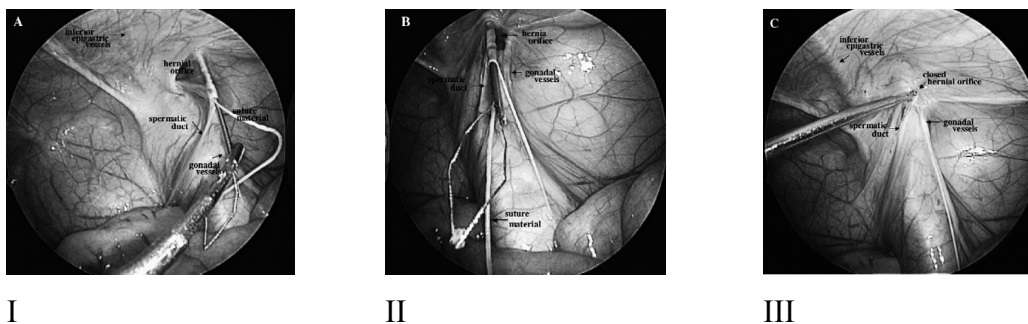 A
inferior
epigastric
vessels
hernial
orifice
suture
material
spermatic
duct
gonadal
vessels
B
hernia
orifice
gonadal
vessels
spermatic
duct
suture
material
C
inferior
epigastric
vessels
closed
hernial orifice
spermatic
duct
gonadal
vessels
I
II
III